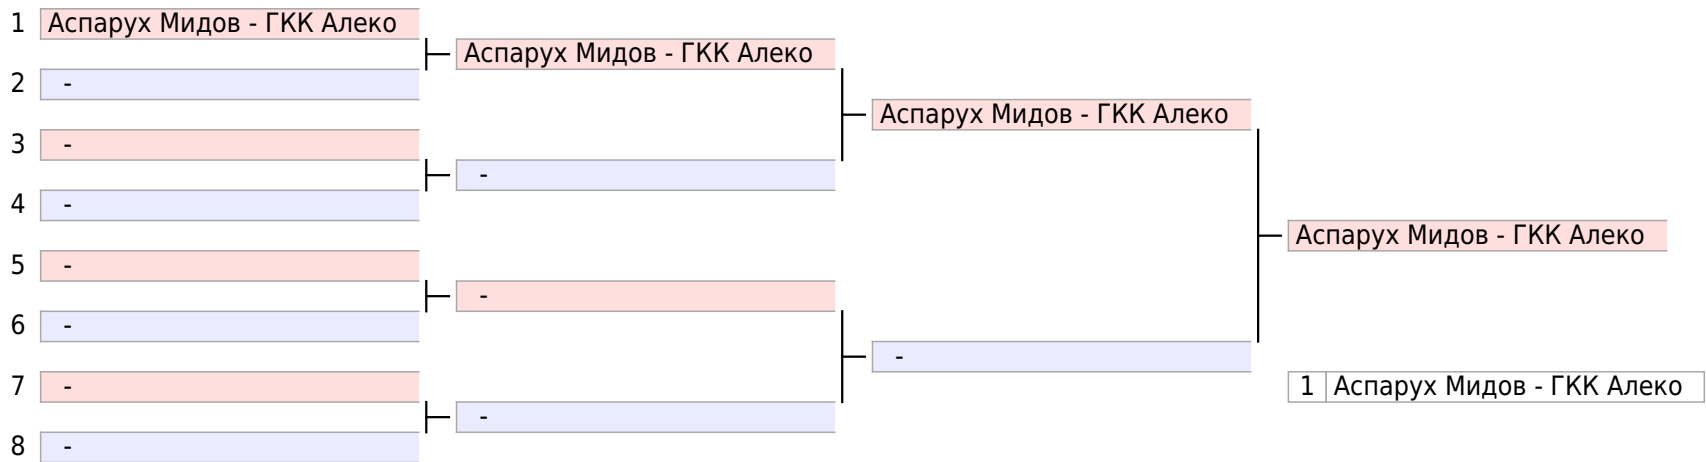 1 Аспарух Мидов - ГКК Алеко
2 -
3 -
4 -
5 -
6 -
7 -
8 -
Аспарух Мидов - ГКК Алеко
-
-
-
Аспарух Мидов - ГКК Алеко
-
Аспарух Мидов - ГКК Алеко
1 Аспарух Мидов - ГКК Алеко